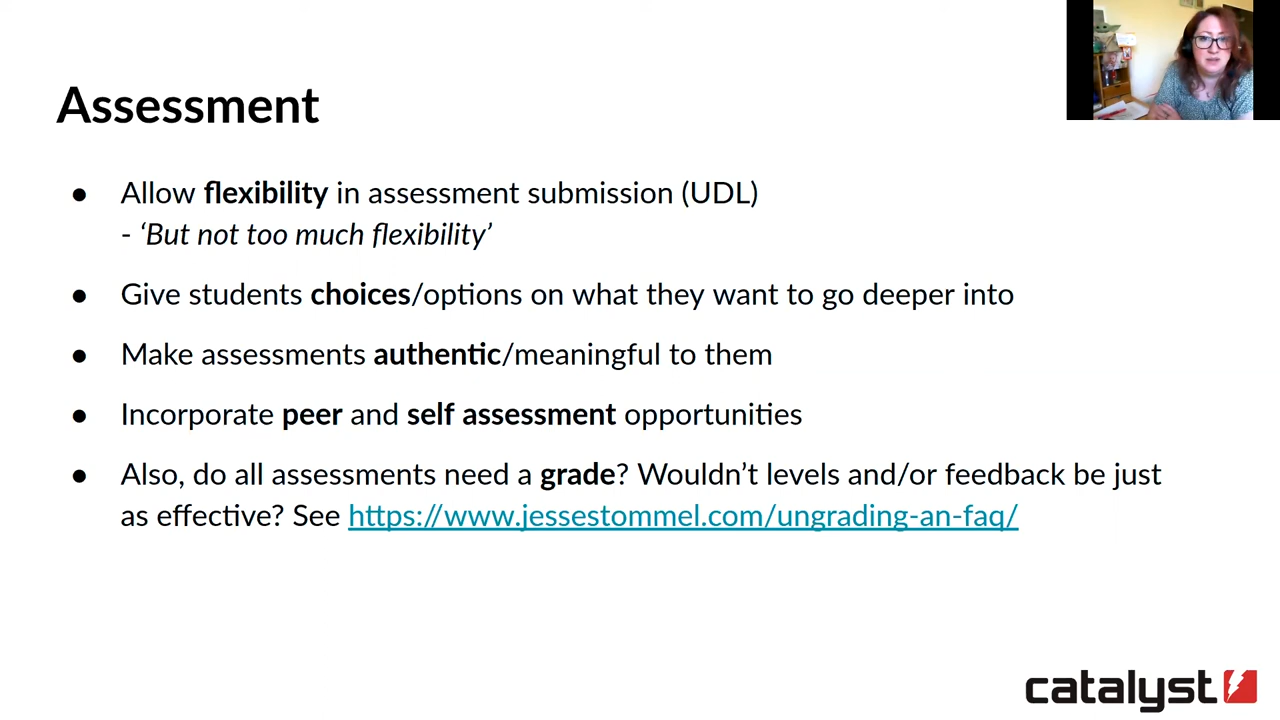 Assessment
● Allow flexibility in assessment submission (UDL)
- ‘But not too much flexibility’
● Give students choices/options on what they want to go deeper into
● Make assessments authentic/meaningful to them
● Incorporate peer and self assessment opportunities
● Also, do all assessments need a grade? Wouldn’t levels and/or feedback be just
as effective? See https://www.jessestommel.com/ungrading-an-faq/
catalyst